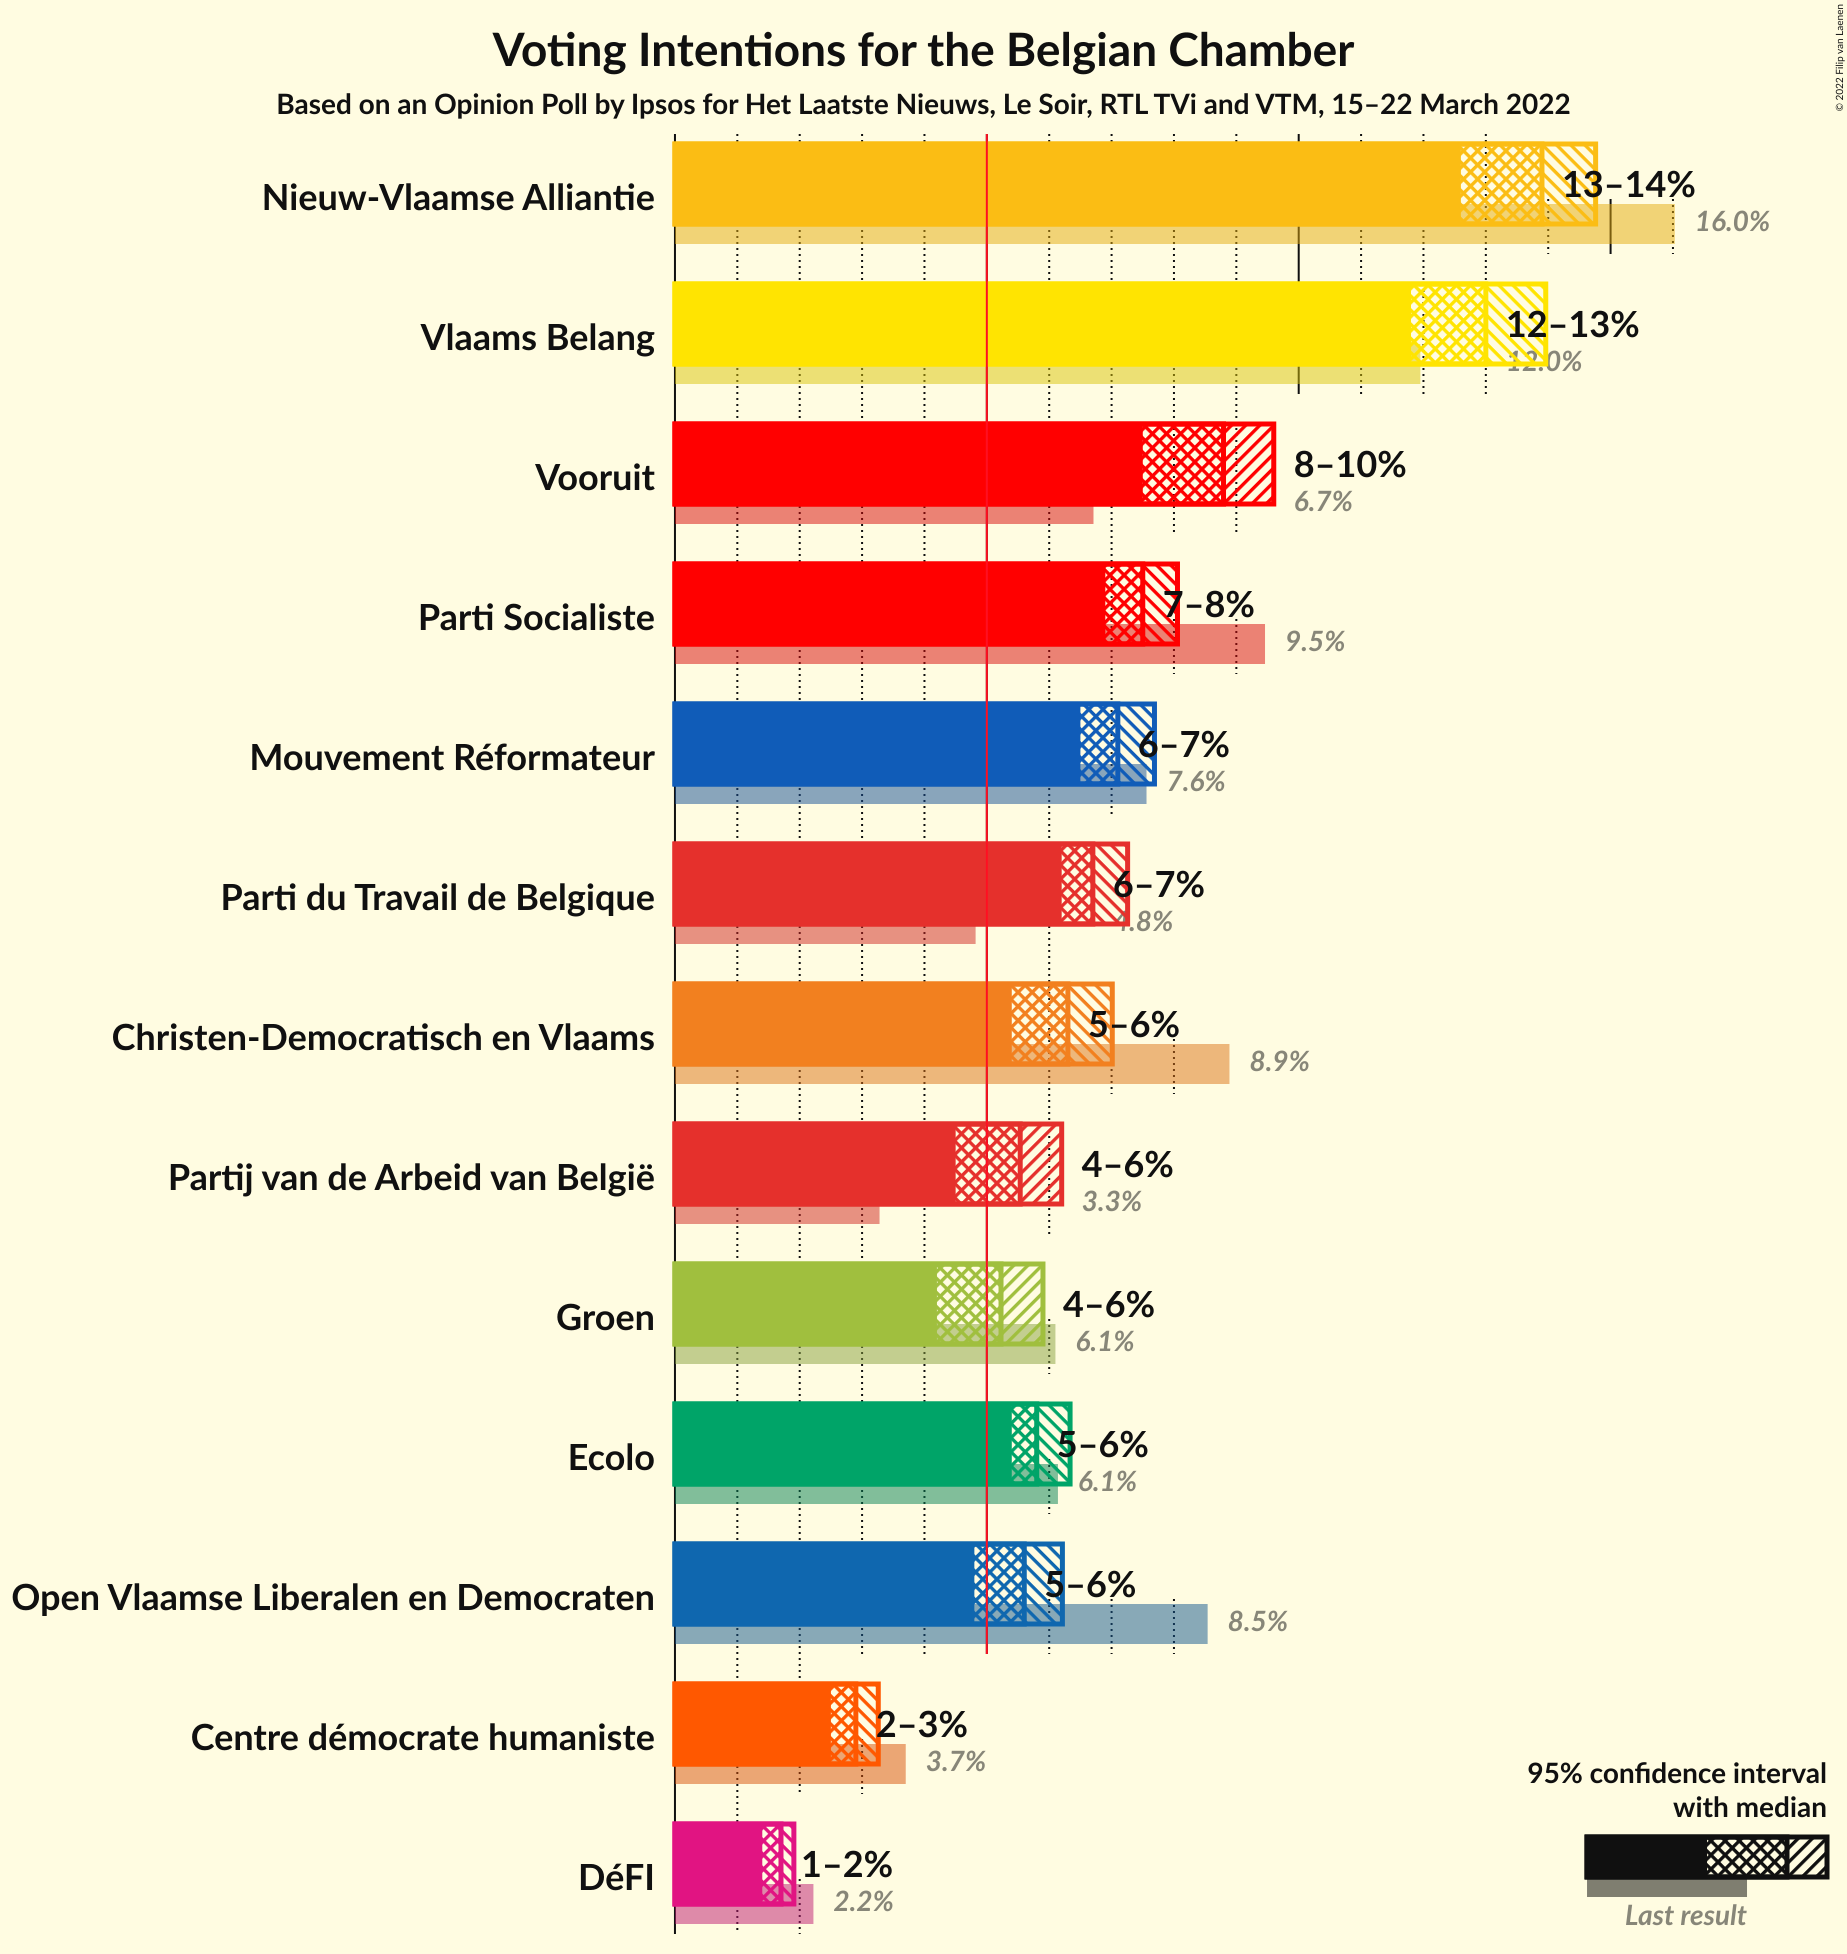 Voting Intentions for the Belgian Chamber
Based on an Opinion Poll by Ipsos for Het Laatste Nieuws, Le Soir, RTL TVi and VTM, 15–22 March 2022
© 2022 Filip van Laenen
Nieuw-Vlaamse Alliantie
13–14%
16.0%
Vlaams Belang
12–13%
12.0%
Vooruit
8–10%
6.7%
Parti Socialiste
7–8%
9.5%
Mouvement Réformateur
6–7%
7.6%
Parti du Travail de Belgique
6–7%
4.8%
Christen-Democratisch en Vlaams
5–6%
8.9%
Partij van de Arbeid van België
4–6%
3.3%
Groen
4–6%
6.1%
Ecolo
5–6%
6.1%
Open Vlaamse Liberalen en Democraten
5–6%
8.5%
Centre démocrate humaniste
2–3%
3.7%
DéFI
1–2%
2.2%
95% confidence interval
with median
Last result